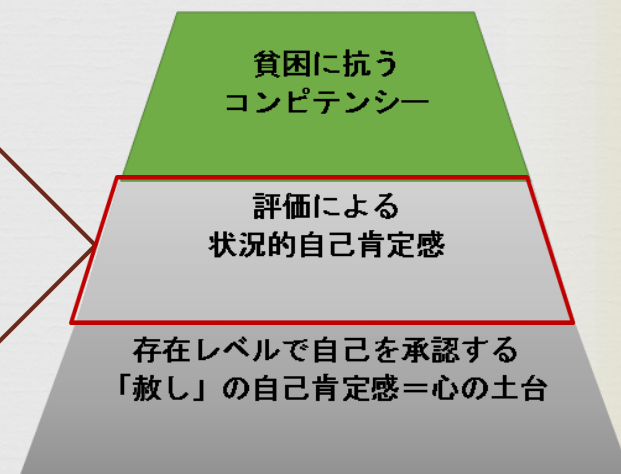 貧困に抗う
コンピテンシー
評価による
状況的自己肯定感
存在レベルで自己を承認する
「赦し」の自己肯定感＝心の土台